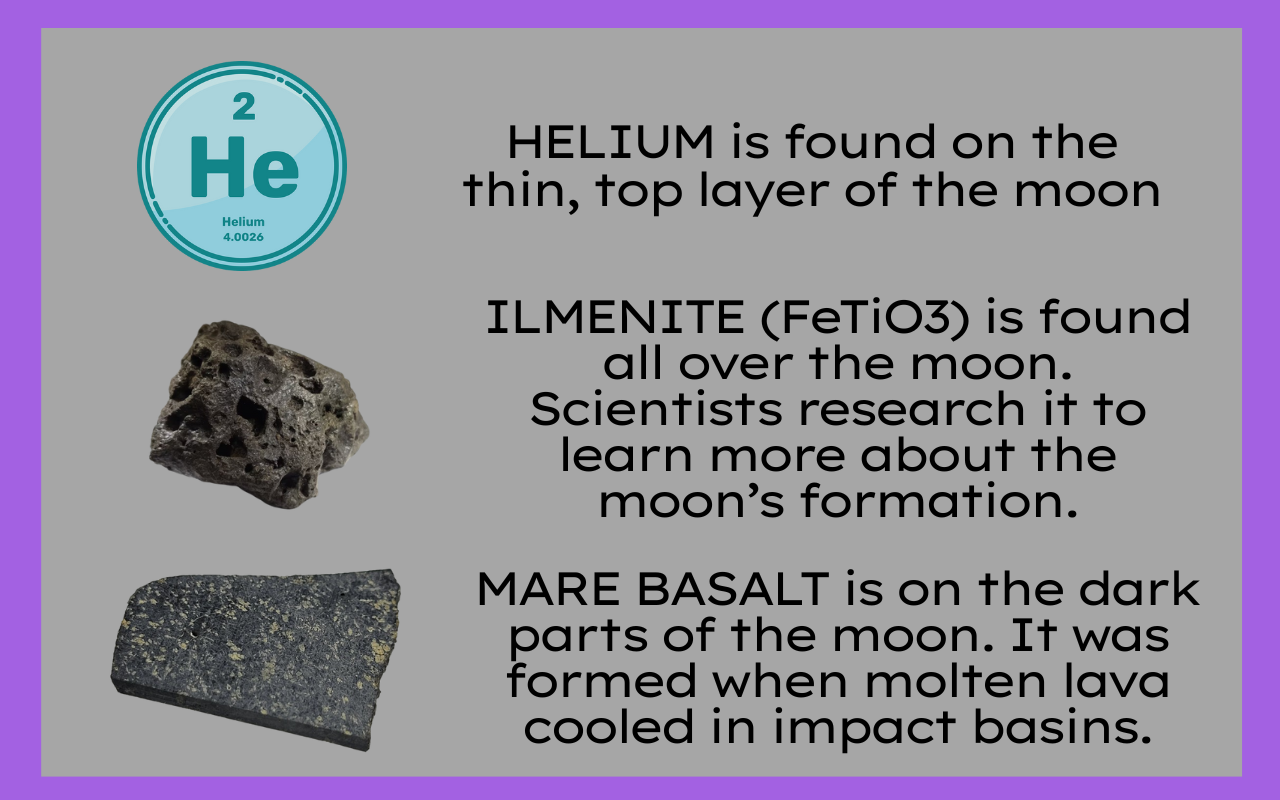 2
He
Helium
4.0026
HELIUM is found on the
thin, top layer of the moon
ILMENITE (FeTiO3) is found
all over the moon.
Scientists research it to
learn more about the
moon’s formation.
MARE BASALT is on the dark
parts of the moon. It was
formed when molten lava
cooled in impact basins.